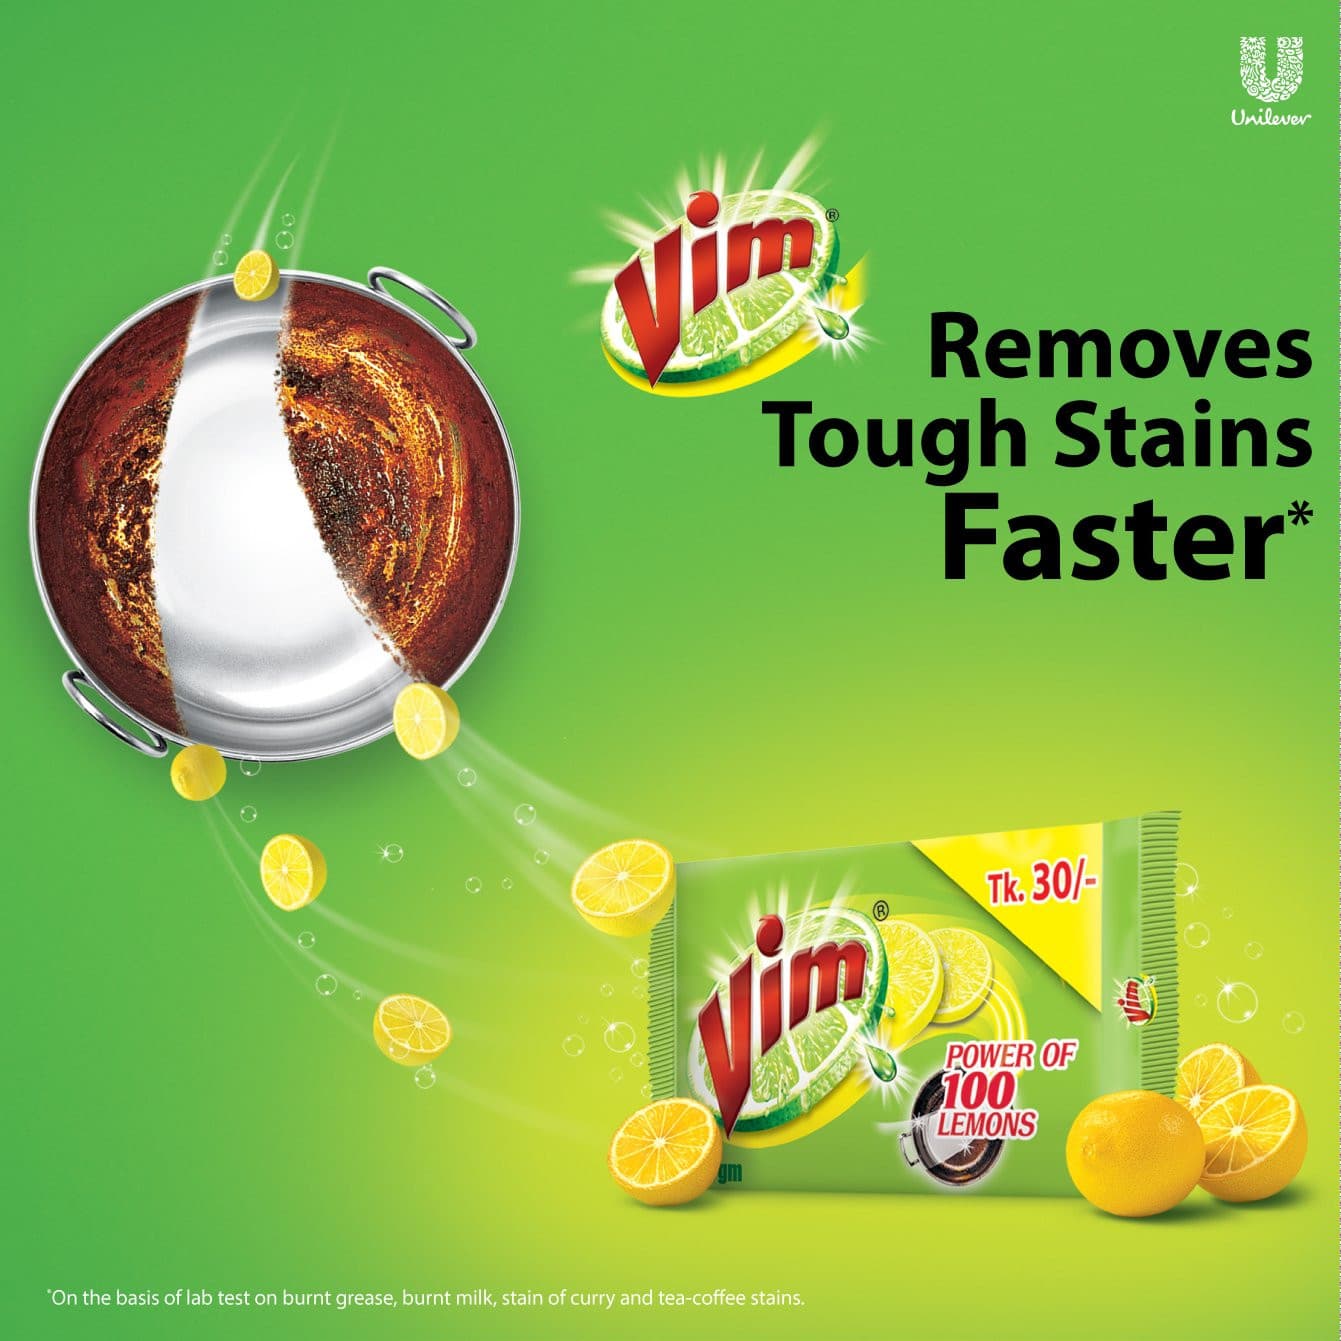 Unilever
Vim®
Removes
Tough Stains
Faster*
Tk. 30/-
Vim®
Vim
POWER OF
100
LEMONS
gm
*On the basis of lab test on burnt grease, burnt milk, stain of curry and tea-coffee stains.